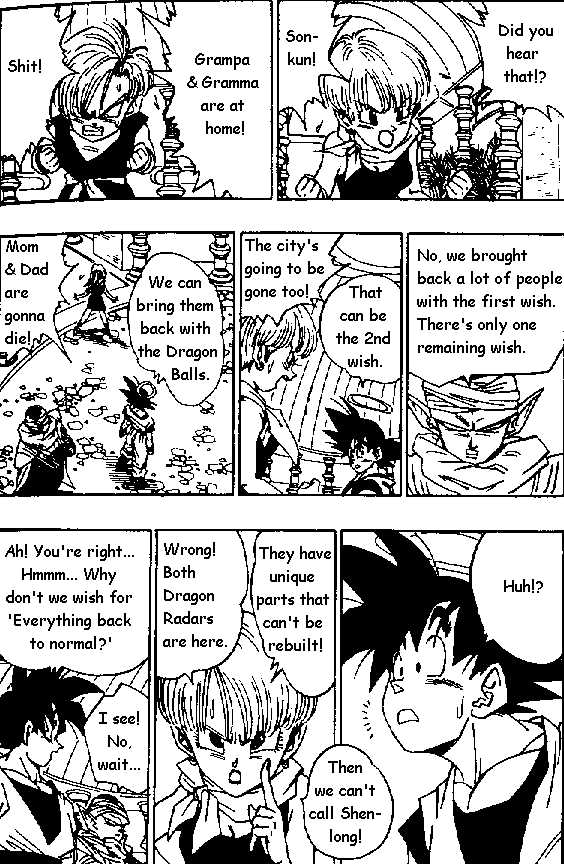 Shit!
Grampa
& Gramma
are at
home!
Son-
kun!
Did you
hear
that!?
Mom
& Dad
are
gonna
die!
We can
bring them
back with
the Dragon
Balls.
The city's
going to be
gone too!
That
can be
the 2nd
wish.
No, we brought
back a lot of people
with the first wish.
There's only one
remaining wish.
Ah! You're right...
Hmmm... Why
don't we wish for
'Everything back
to normal?'
I see!
No,
wait...
Wrong!
Both
Dragon
Radars
are here.
They have
unique
parts that
can't be
rebuilt!
Huh!?
Then
we can't
call Shen-
long!